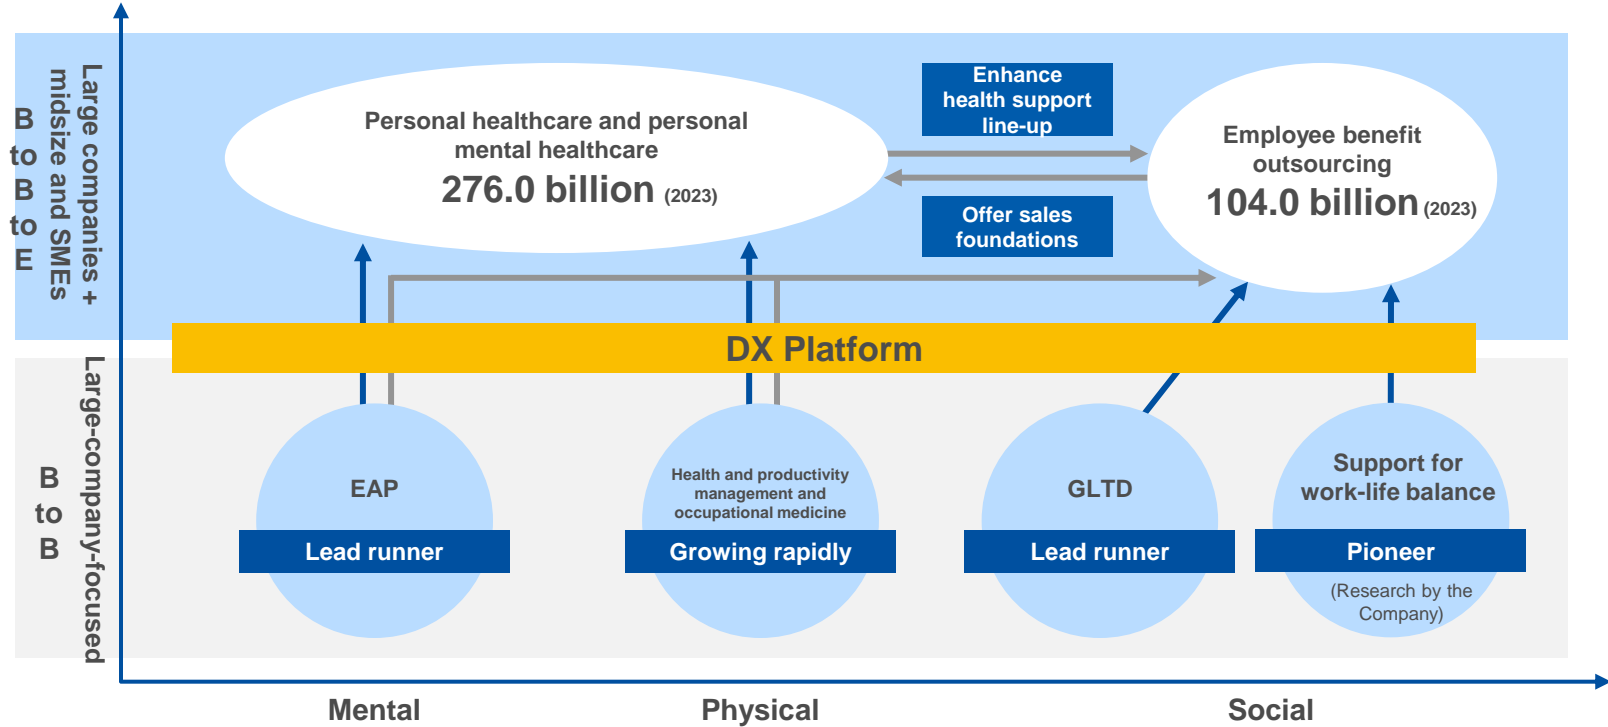 B
to
B
to
E
Large companies +
midsize and SMEs
Personal healthcare and personal
mental healthcare
276.0 billion (2023)
Enhance
health support
line-up
Offer sales
foundations
Employee benefit
outsourcing
104.0 billion (2023)
DX Platform
B
to
B
Large-company-focused
EAP
Lead runner
Health and productivity
management and
occupational medicine
Growing rapidly
GLTD
Lead runner
Support for
work-life balance
Pioneer
(Research by the
Company)
Mental
Physical
Social